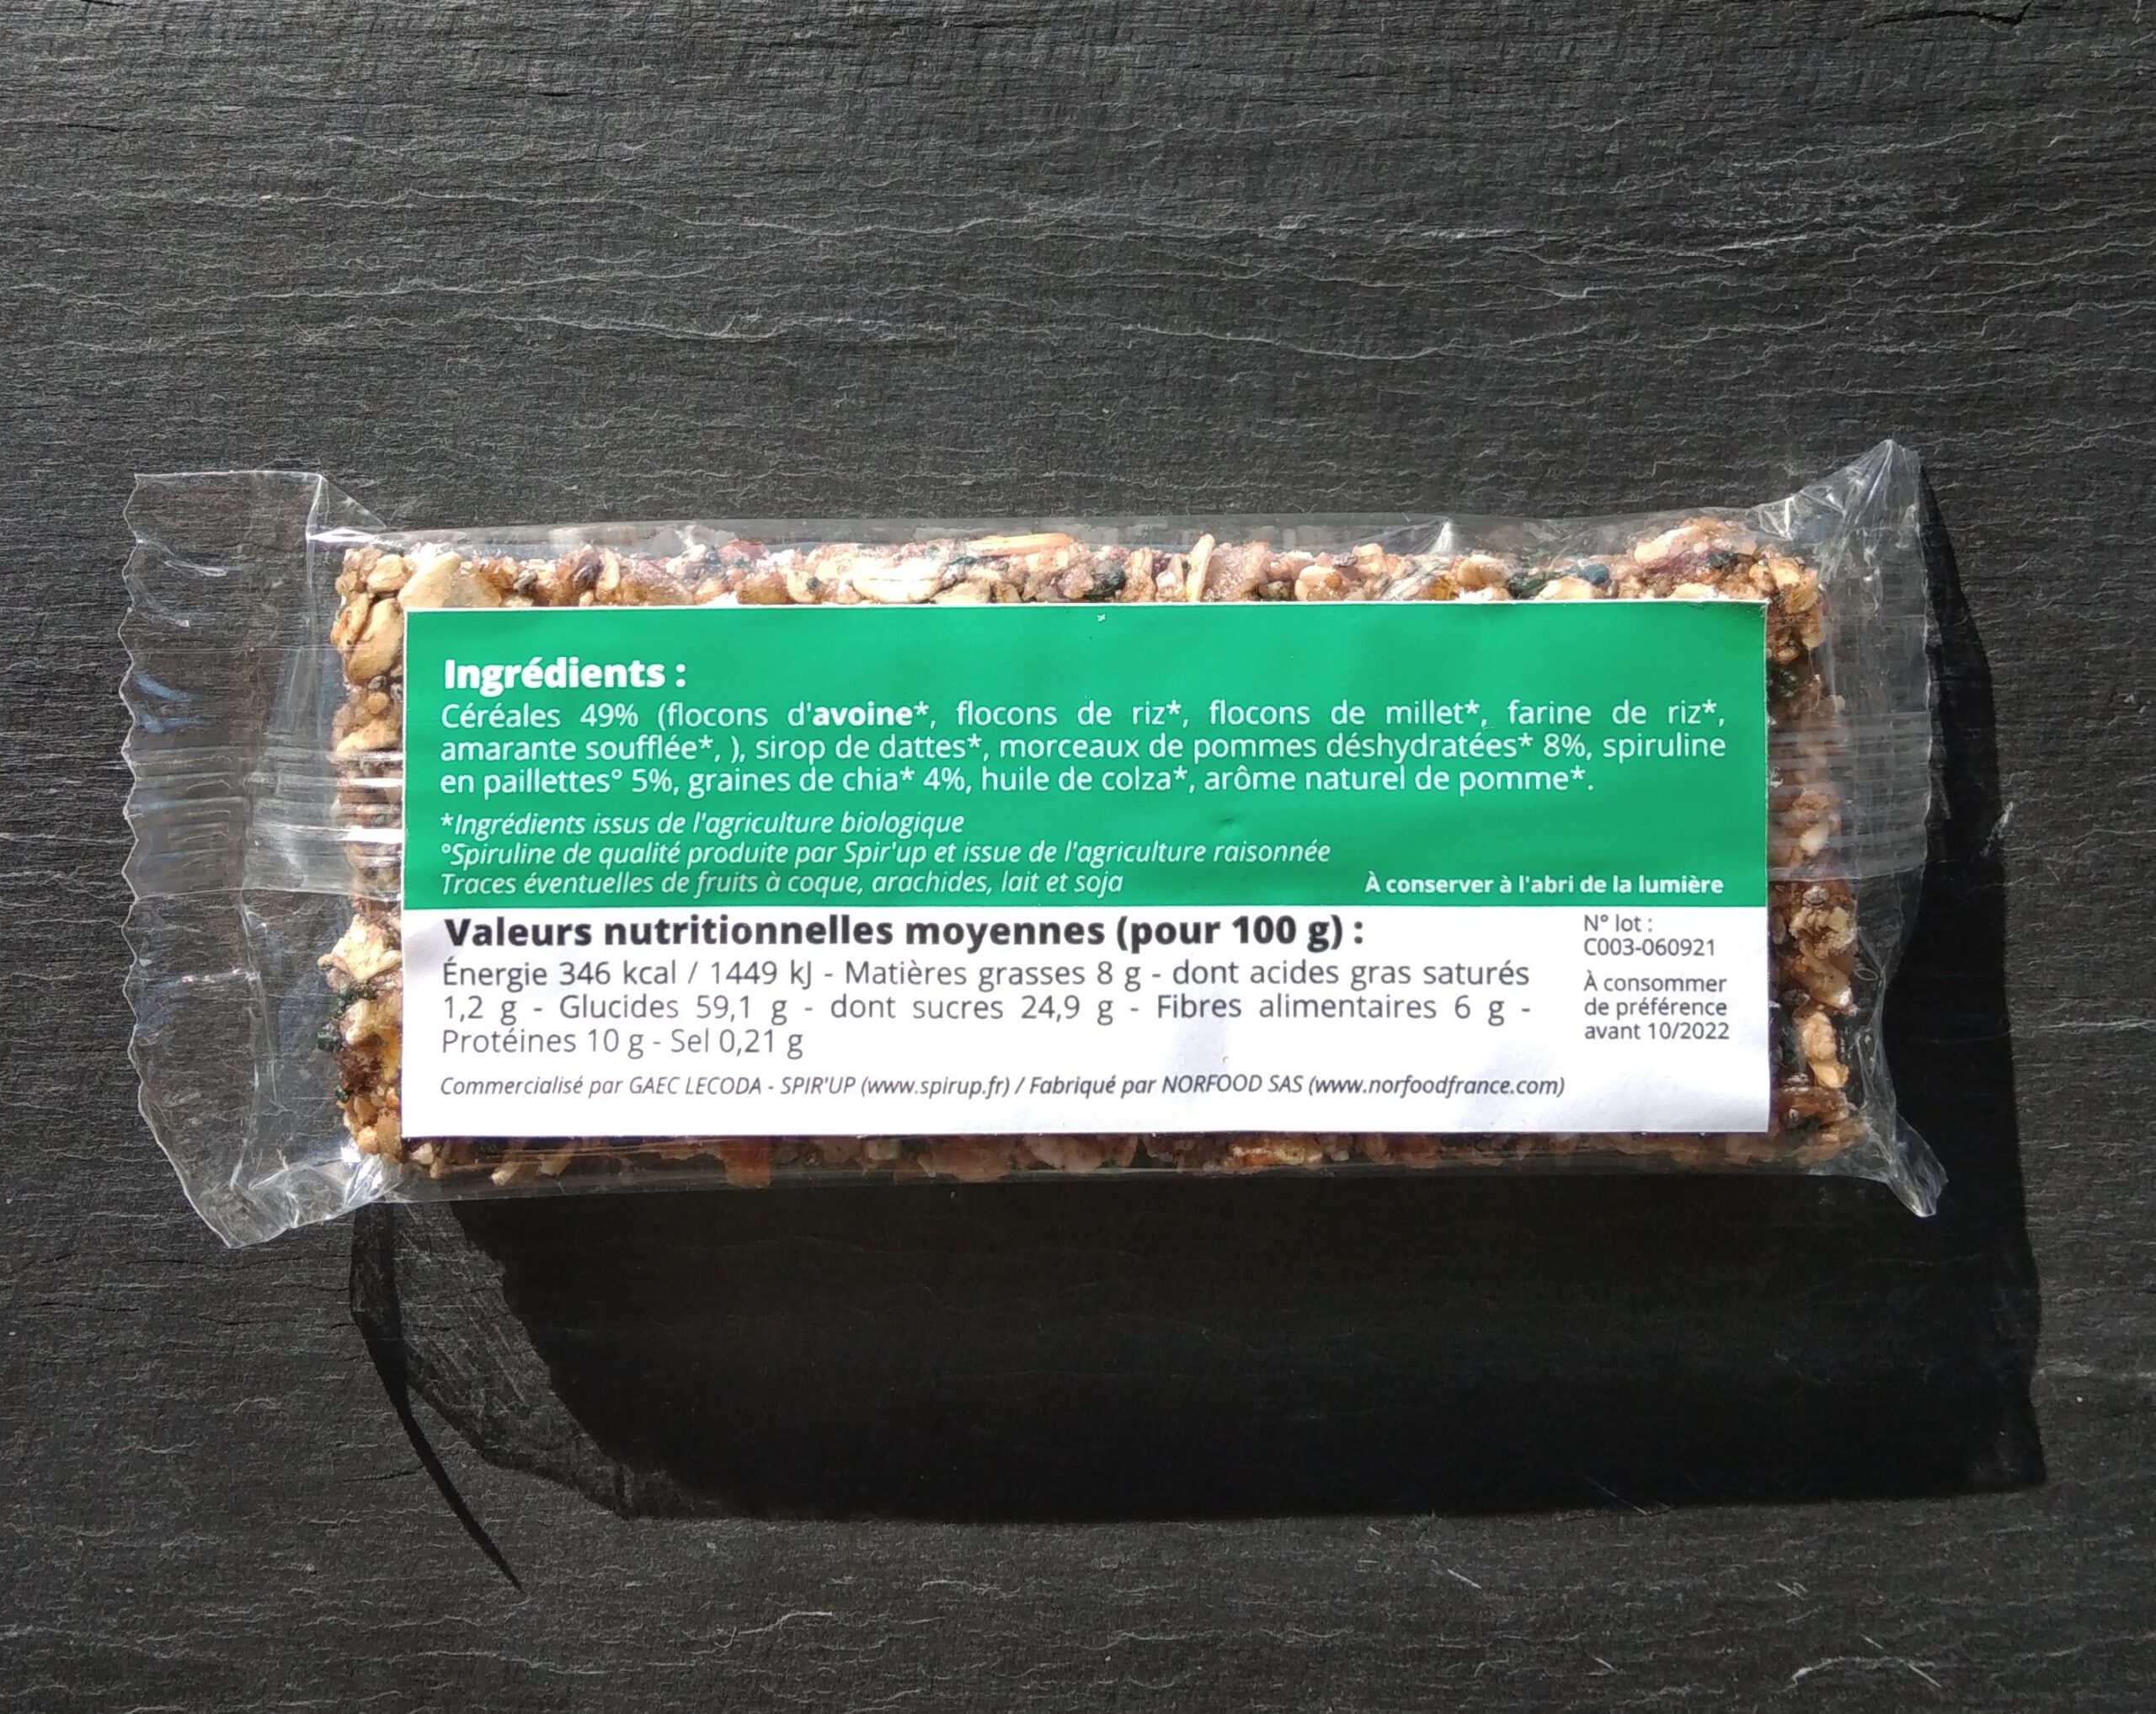 Ingrédients :
Céréales 49% (flocons d'avoine*, flocons de riz*, flocons de millet*, farine de riz*,
amarante soufflée*, ), sirop de dattes*, morceaux de pommes déshydratées* 8%, spiruline
en paillettes° 5%, graines de chia* 4%, huile de colza*, arôme naturel de pomme*.
*Ingrédients issus de l'agriculture biologique
°Spiruline de qualité produite par Spir'up et issue de l'agriculture raisonnée
Traces éventuelles de fruits à coque, arachides, lait et soja
À conserver à l'abri de la lumière
Valeurs nutritionnelles moyennes (pour 100 g) :
Énergie 346 kcal / 1449 kJ - Matières grasses 8 g - dont acides gras saturés
1,2 g - Glucides 59,1 g - dont sucres 24,9 g - Fibres alimentaires 6 g -
Protéines 10 g - Sel 0,21 g
N° lot :
C003-060921
À consommer
de préférence
avant 10/2022
Commercialisé par GAEC LECODA - SPIR'UP (www.spirup.fr) / Fabriqué par NORFOOD SAS (www.norfoodfrance.com)